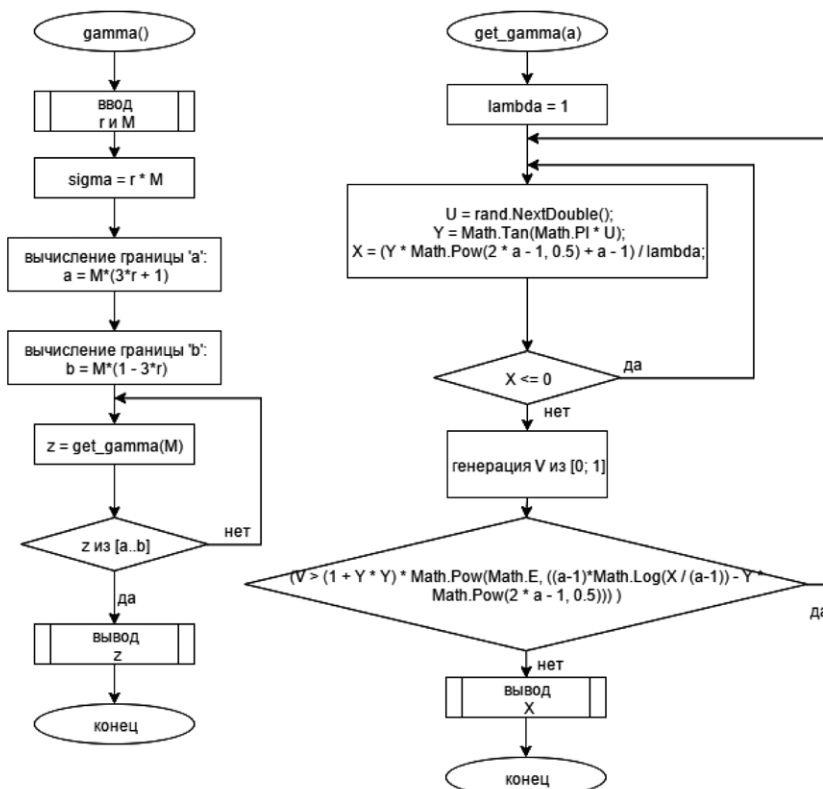 gamma()
ввод
r и M
sigma = r * M
вычисление границы 'a':
a = M*(3*r + 1)
вычисление границы 'b':
b = M*(1 - 3*r)
z = get_gamma(M)
z из [a..b]
нет
да
вывод
z
конец
get_gamma(a)
lambda = 1
U = rand.NextDouble();
Y = Math.Tan(Math.PI * U);
X = (Y * Math.Pow(2 * a - 1, 0.5) + a - 1) / lambda;
X <= 0
да
нет
генерация V из [0; 1]
(V > (1 + Y * Y) * Math.Pow(Math.E, ((a-1)*Math.Log(X / (a-1)) - Y *
Math.Pow(2 * a - 1, 0.5))) )
да
нет
вывод
X
конец